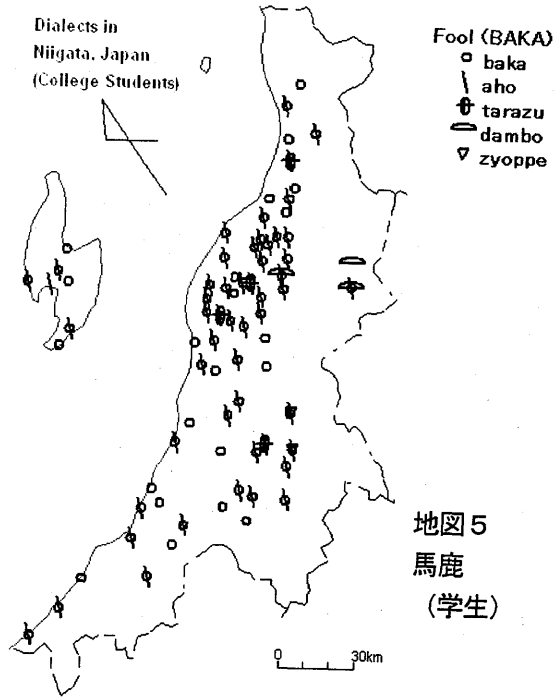 Dialects in
Niigata, Japan
(College Students)
Fool (BAKA)
baka
aho
tarazu
dambo
zyoppe
地図5
馬鹿
(学生)
0 30km